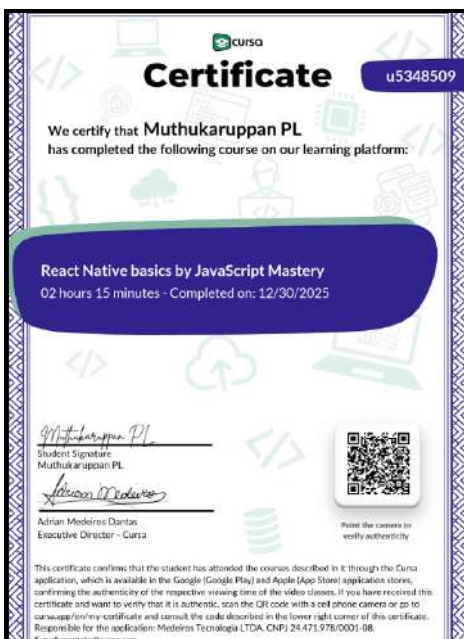 cursa
Certificate
u5348509
We certify that Muthukaruppan PL
has completed the following course on our learning platform:
React Native basics by JavaScript Mastery
02 hours 15 minutes - Completed on: 12/30/2025
Muthukaruppan PL
Student Signature
Muthukaruppan PL
Adriam Medeiros
Adrian Medeiros Dantas
Executive Director - Cursa
Point the camera to
verify authenticity
This certificate confirms that the student has attended the courses described in it through the Cursa
application, which is available in the Google (Google Play) and Apple (App Store) application stores,
confirming the authenticity of the respective viewing time of the video classes. If you have received this
certificate and want to verify that it is authentic, scan the QR code with a cell phone camera or go to
cursa.app/en/my-certificate and consult the code described in the lower right corner of this certificate.
Responsible for the application: Medeiros Tecnologia LTDA. CNPJ 24.471.978/0001-08.